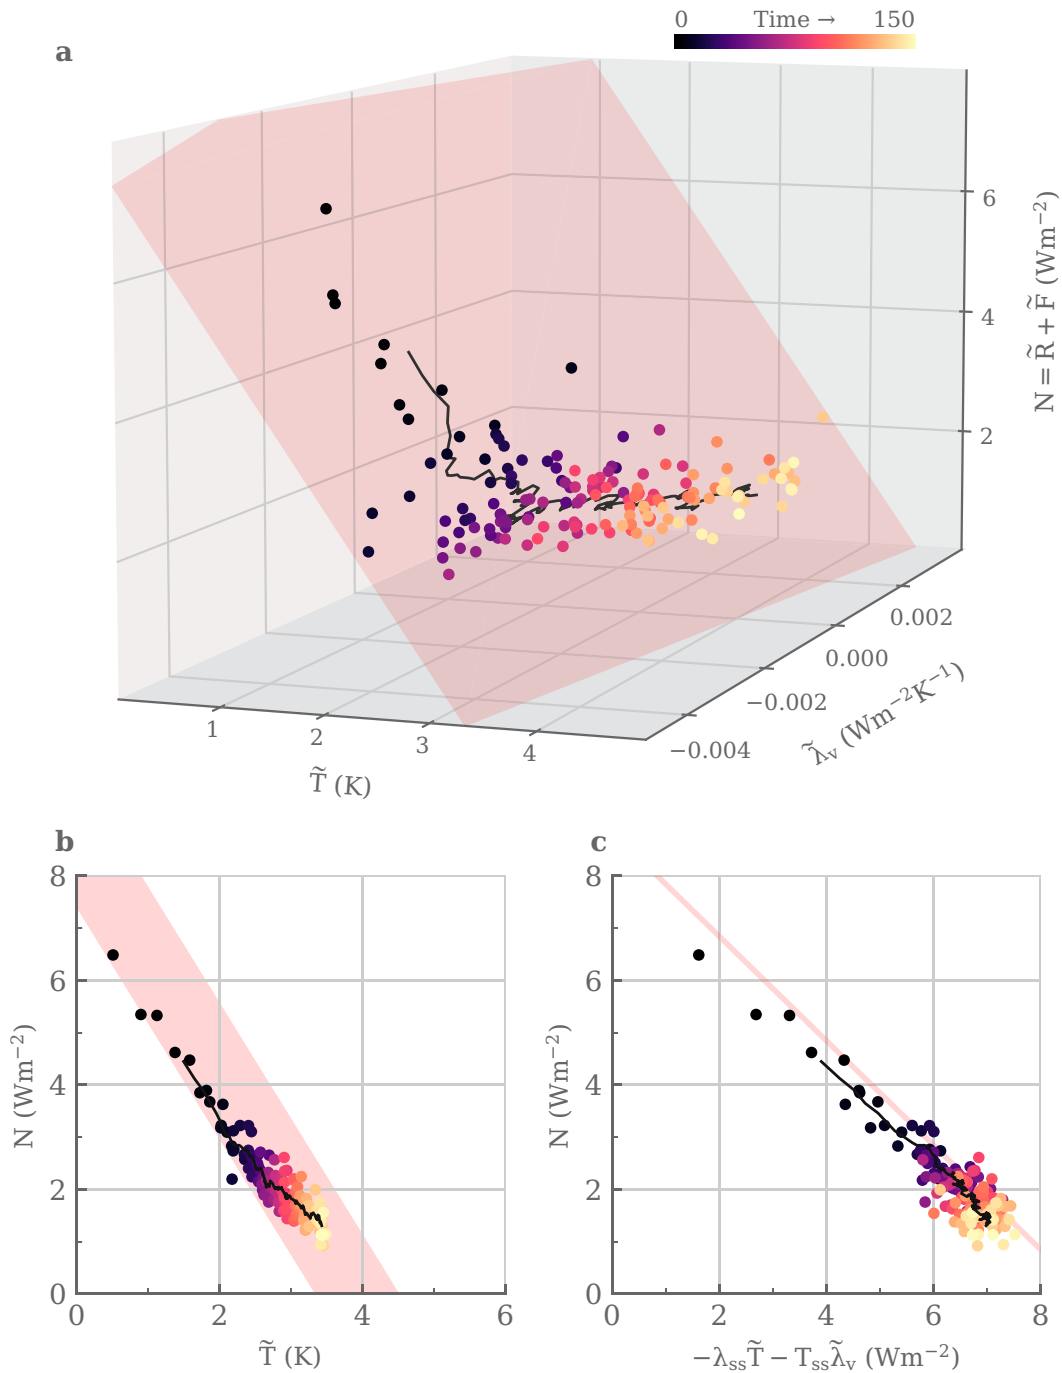 0 Time → 150
a
6
4
2
N = R̃ + F̃ (Wm⁻²)
0.002
0.000
−0.002
−0.004
λ̃ᵥ (Wm⁻²K⁻¹)
1
2
3
4
T̃ (K)
b
8
6
4
2
0
N (Wm⁻²)
0 2 4 6
T̃ (K)
c
8
6
4
2
0
N (Wm⁻²)
0 2 4 6 8
−λₛₛT̃ − Tₛₛλ̃ᵥ (Wm⁻²)